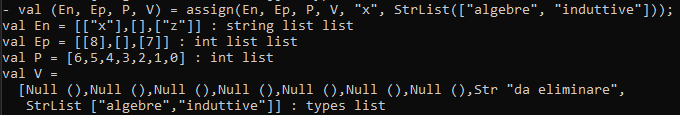 - val (En, Ep, P, V) = assign(En, Ep, P, V, "x", StrList(["algebre", "induttive"]));
val En = [["x"],[],["z"]] : string list list
val Ep = [[8],[],[7]] : int list list
val P = [6,5,4,3,2,1,0] : int list
val V =
[Null (),Null (),Null (),Null (),Null (),Null (),Null (),Str "da eliminare",
StrList ["algebre","induttive"]] : types list